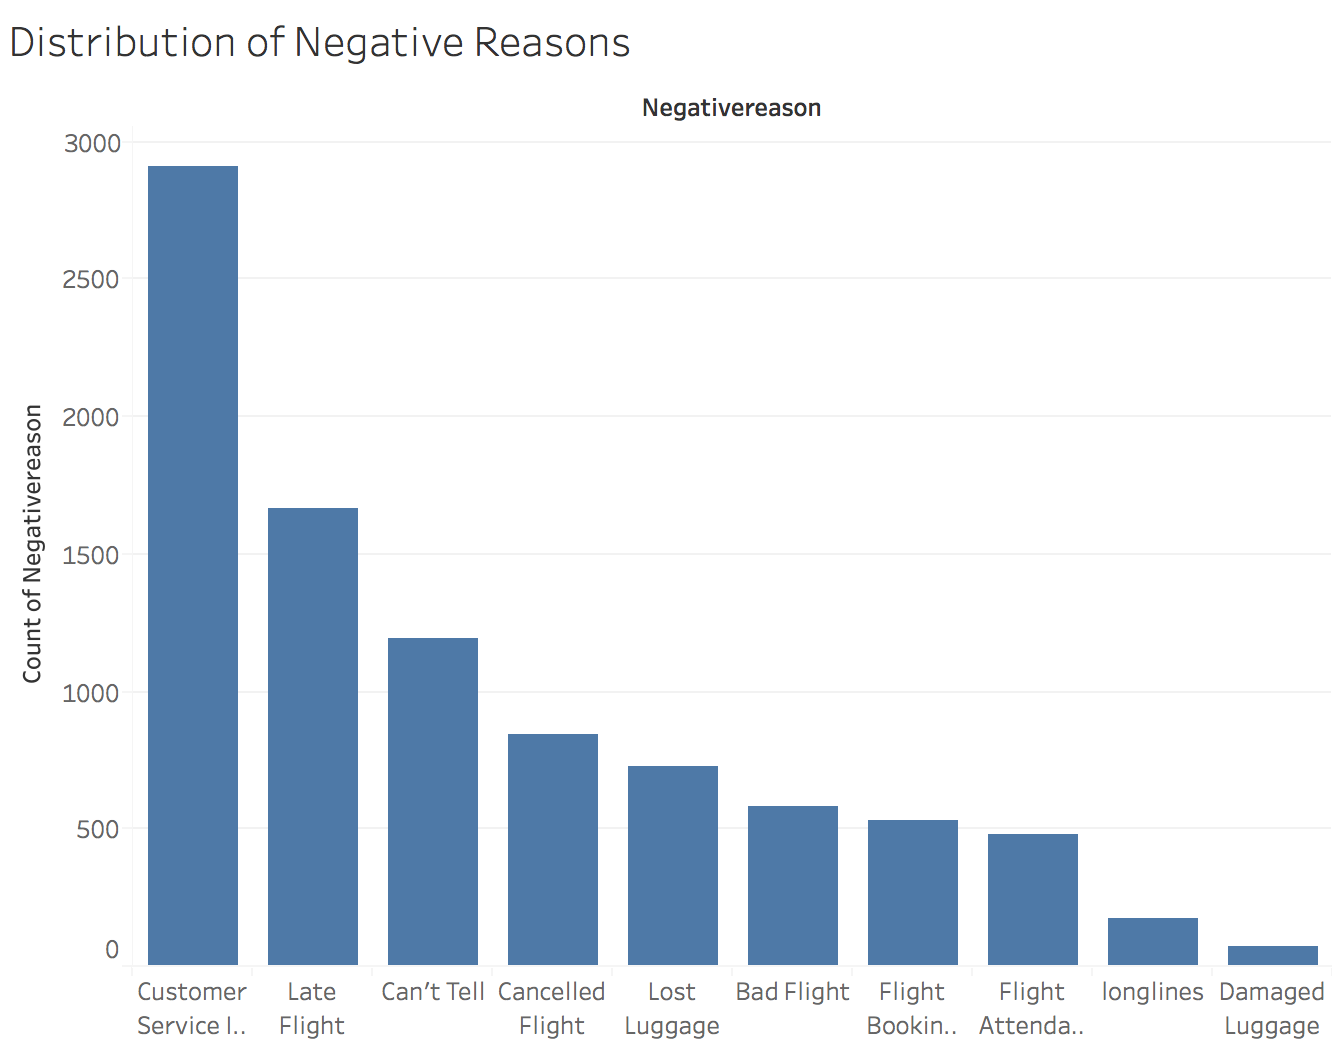 Distribution of Negative Reasons
Negativereason
3000
2500
2000
1500
1000
500
0
Count of Negativereason
Customer
Service I..
Late
Flight
Can't Tell
Cancelled
Flight
Lost
Luggage
Bad Flight
Flight
Bookin..
Flight
Attenda..
longlines
Damaged
Luggage